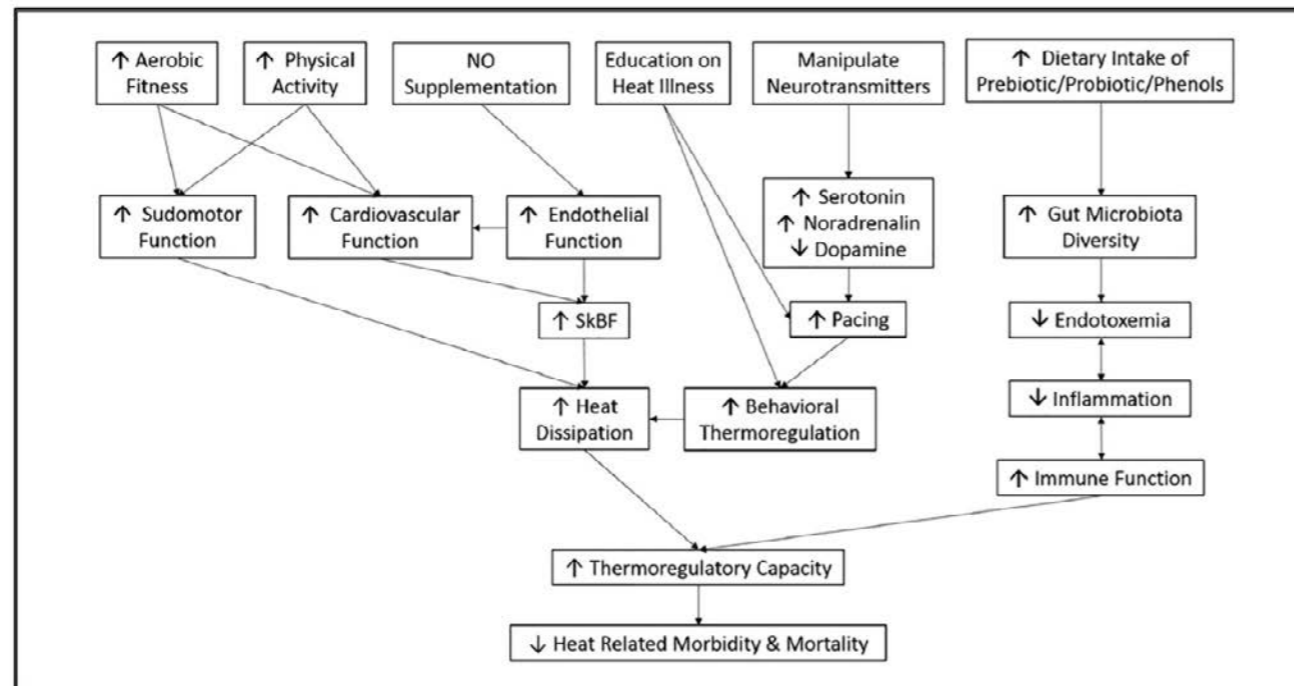 ↑ Aerobic
Fitness
↑ Physical
Activity
NO
Supplementation
Education on
Heat Illness
Manipulate
Neurotransmitters
↑ Dietary Intake of
Prebiotic/Probiotic/Phenols
↑ Sudomotor
Function
↑ Cardiovascular
Function
↑ Endothelial
Function
↑ Serotonin
↑ Noradrenalin
↓ Dopamine
↑ Gut Microbiota
Diversity
↑ SkBF
↑ Pacing
↓ Endotoxemia
↑ Heat
Dissipation
↑ Behavioral
Thermoregulation
↓ Inflammation
↑ Immune Function
↑ Thermoregulatory Capacity
↓ Heat Related Morbidity & Mortality